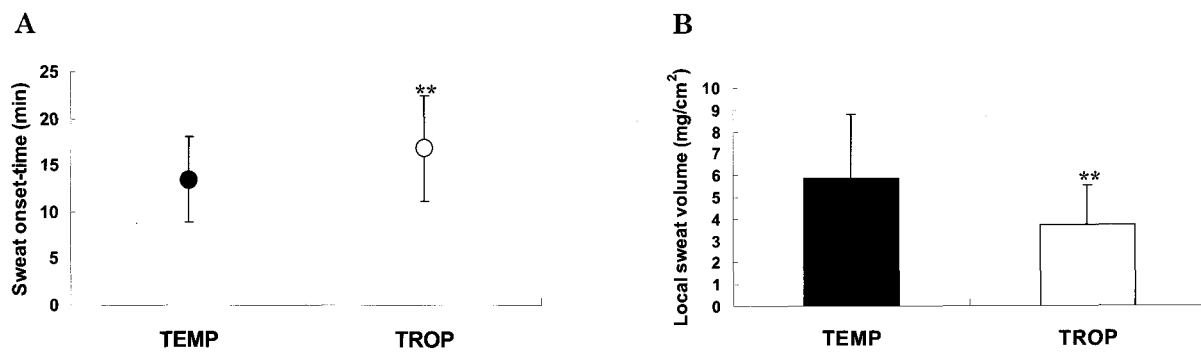 A
Sweat onset-time (min)
25
20
15
10
5
0
**
TEMP
TROP
B
Local sweat volume (mg/cm²)
10
9
8
7
6
5
4
3
2
1
0
**
TEMP
TROP